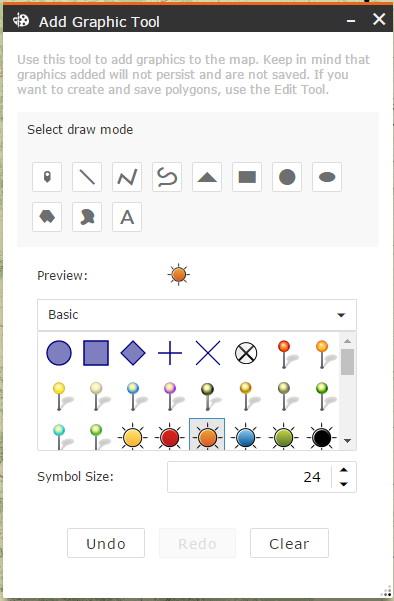 Add Graphic Tool
Use this tool to add graphics to the map. Keep in mind that
graphics added will not persist and are not saved. If you
want to create and save polygons, use the Edit Tool.
Select draw mode
A
Preview:
Basic
Symbol Size:
24
Undo
Redo
Clear